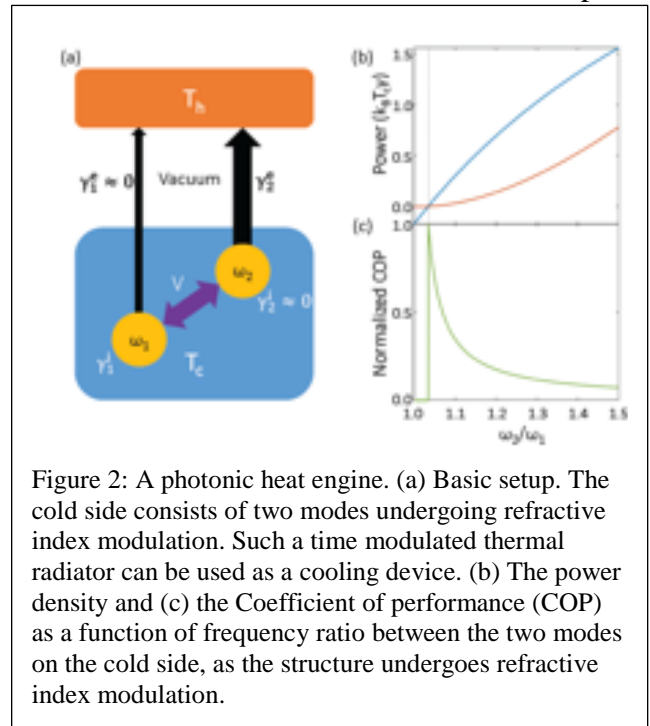 (a)
T_h
γ₁ᵉ ≈ 0
Vacuum
γ₂ᵉ
ω₂
V
γ₂ⁱ ≈ 0
ω₁
γ₁ⁱ
T_c
(b)
Power (k_BT_cγ)
1.5
1.0
0.5
0.0
(c)
Normalized COP
1.0
0.5
0.0
1.0 1.1 1.2 1.3 1.4 1.5
ω₂/ω₁
Figure 2: A photonic heat engine. (a) Basic setup. The
cold side consists of two modes undergoing refractive
index modulation. Such a time modulated thermal
radiator can be used as a cooling device. (b) The power
density and (c) the Coefficient of performance (COP)
as a function of frequency ratio between the two modes
on the cold side, as the structure undergoes refractive
index modulation.